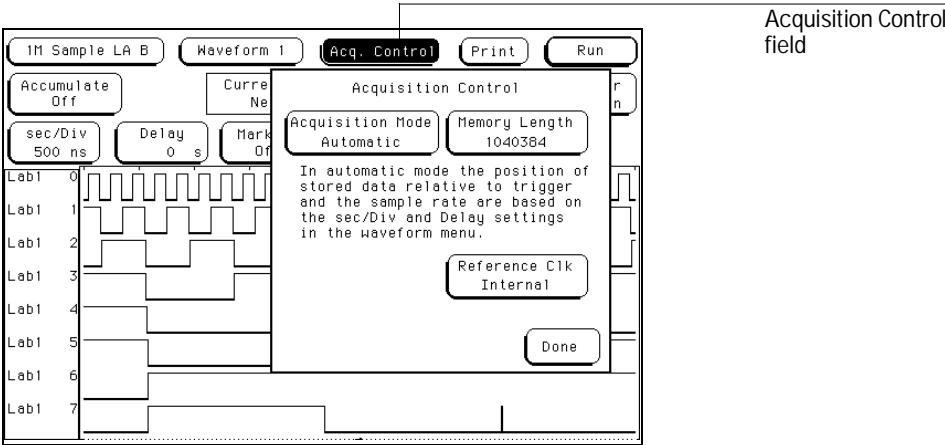 Acquisition Control
field
1M Sample LA B
Waveform 1
Acq. Control
Print
Run
Accumulate
Off
Curre
Ne
r
n
sec/Div
500 ns
Delay
0 s
Mark
Of
Acquisition Control
Acquisition Mode
Automatic
Memory Length
1040384
In automatic mode the position of
stored data relative to trigger
and the sample rate are based on
the sec/Div and Delay settings
in the waveform menu.
Reference Clk
Internal
Done
Lab1 0
Lab1 1
Lab1 2
Lab1 3
Lab1 4
Lab1 5
Lab1 6
Lab1 7